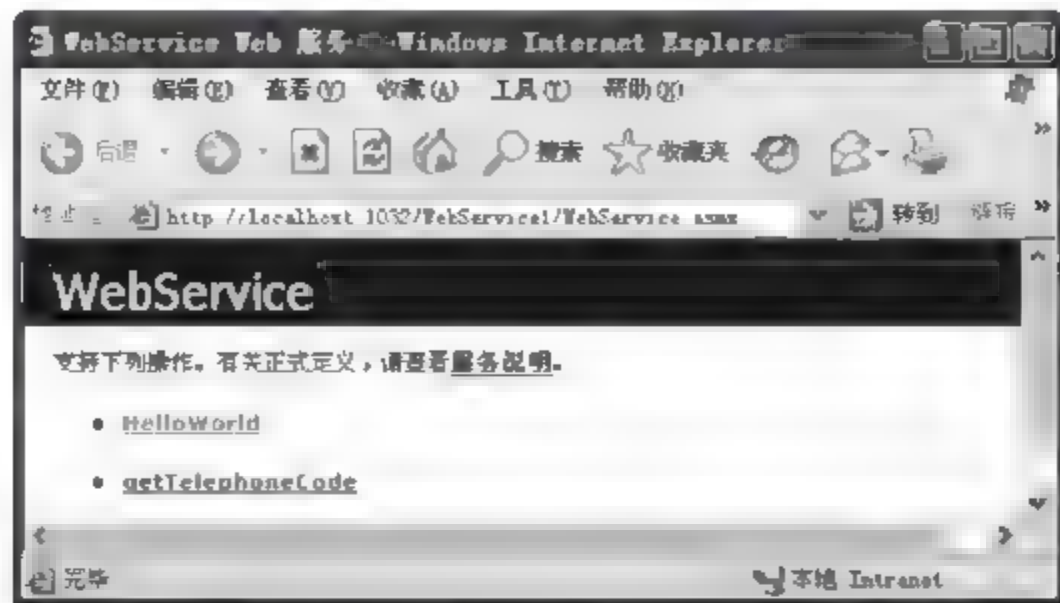 WebService Web 服务 - Windows Internet Explorer
文件(F) 编辑(E) 查看(V) 收藏(A) 工具(T) 帮助(H)
后退 搜索 收藏夹
http://localhost:1032/WebService1/WebService.asmx 转到 链接
WebService
支持下列操作。有关正式定义，请查看服务说明。
HelloWorld
getTelephoneCode
完毕 本地 Intranet